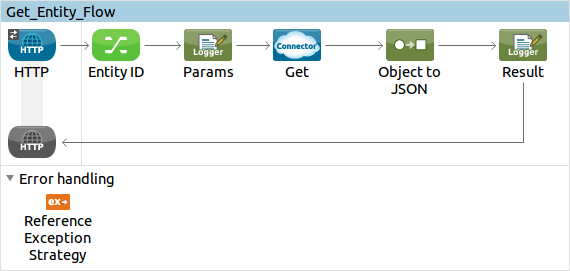 Get_Entity_Flow
HTTP
Logger
Connector
Logger
HTTP
Entity ID
Params
Get
Object to
JSON
Result
HTTP
Error handling
ex
Reference
Exception
Strategy